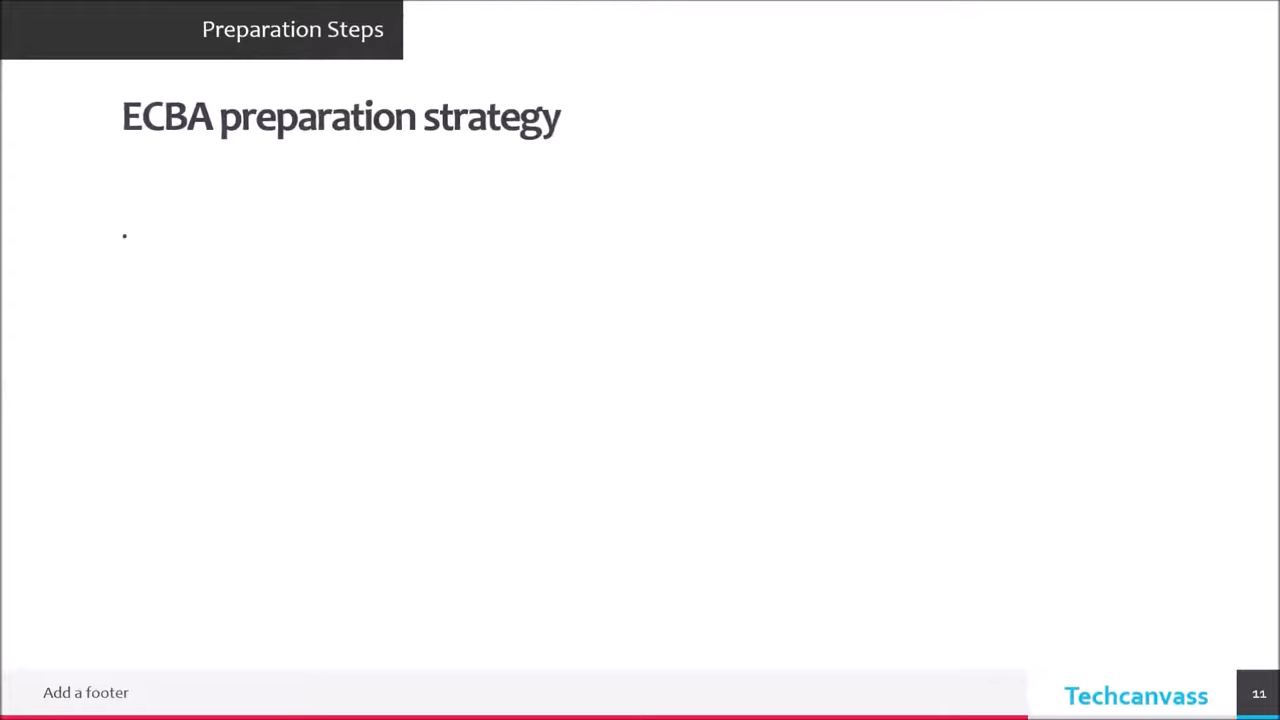 Preparation Steps
ECBA preparation strategy
.
Add a footer
Techcanvass
11